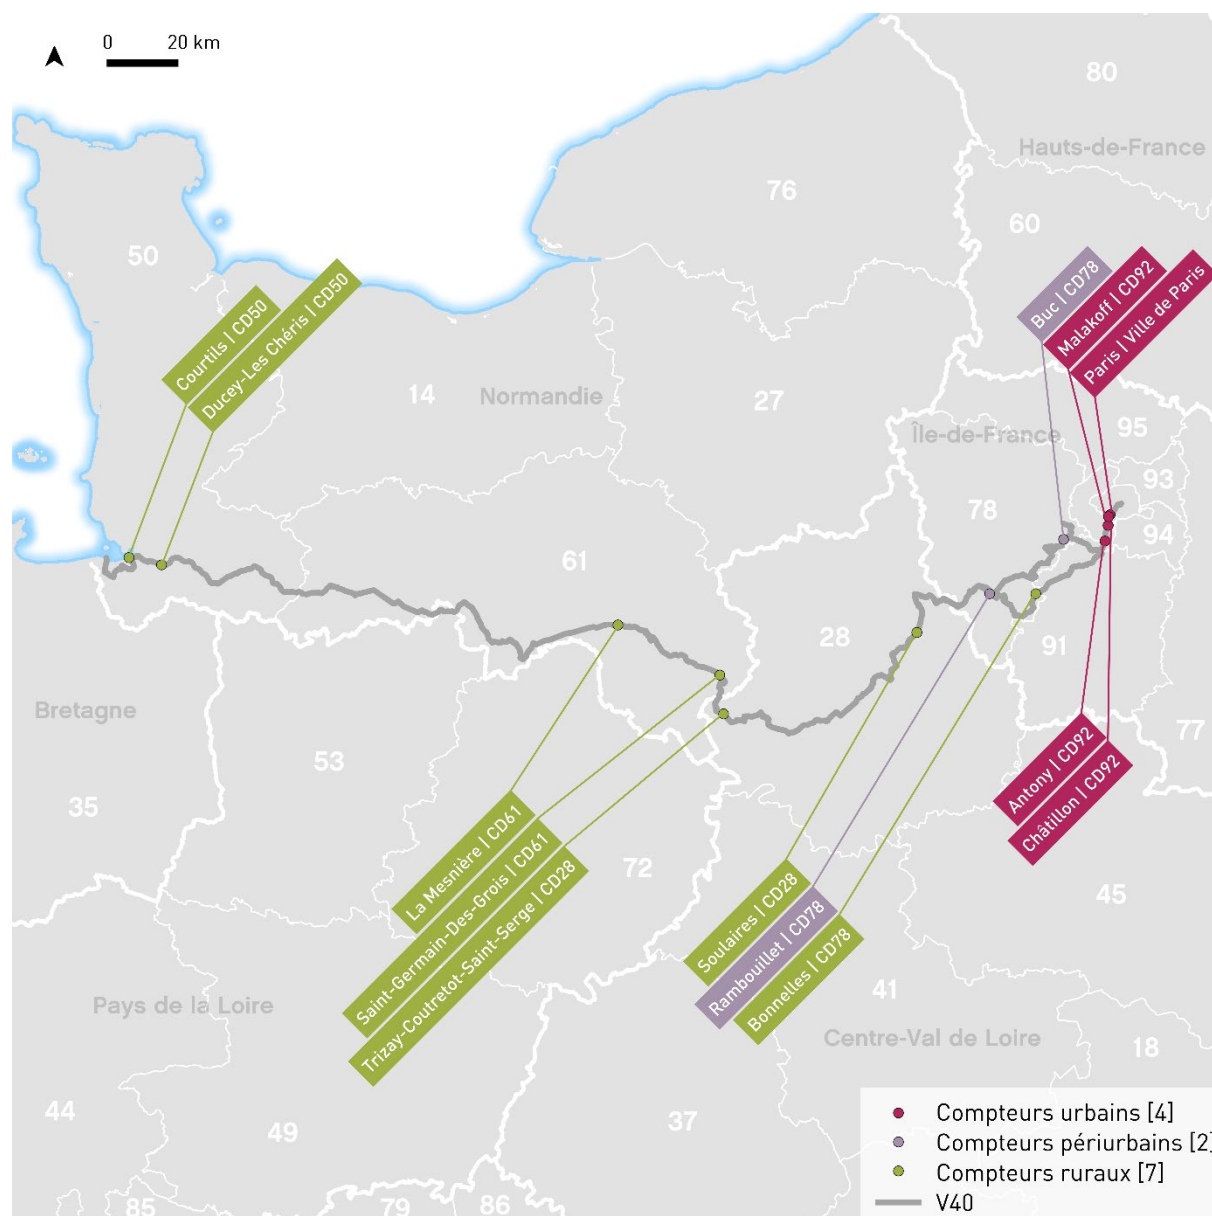 0 20 km
80
Hauts-de-France
76
60
50
Buc | CD78
Malakoff | CD92
Paris | Ville de Paris
Courtils | CD50
Ducey-Les Chéris | CD50
14
Normandie
27
Île-de-France
95
93
78
94
61
28
91
Bretagne
77
53
35
Antony | CD92
Châtillon | CD92
La Mesnière | CD61
Saint-Germain-Des-Grois | CD61
Trizay-Coutretot-Saint-Serge | CD28
72
45
Soulaires | CD28
Rambouillet | CD78
Bonnelles | CD78
41
Pays de la Loire
Centre-Val de Loire
18
44
49
37
Compteurs urbains [4]
Compteurs périurbains [2]
Compteurs ruraux [7]
V40
85
79
86